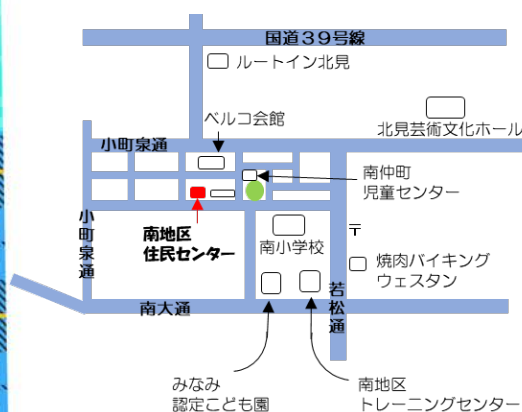 国道39号線
ルートイン北見
ベルコ会館
北見芸術文化ホール
小町泉通
南仲町
児童センター
小町泉通
南地区
住民センター
南小学校
〒
焼肉バイキング
ウェスタン
若松通
南大通
みなみ
認定こども園
南地区
トレーニングセンター